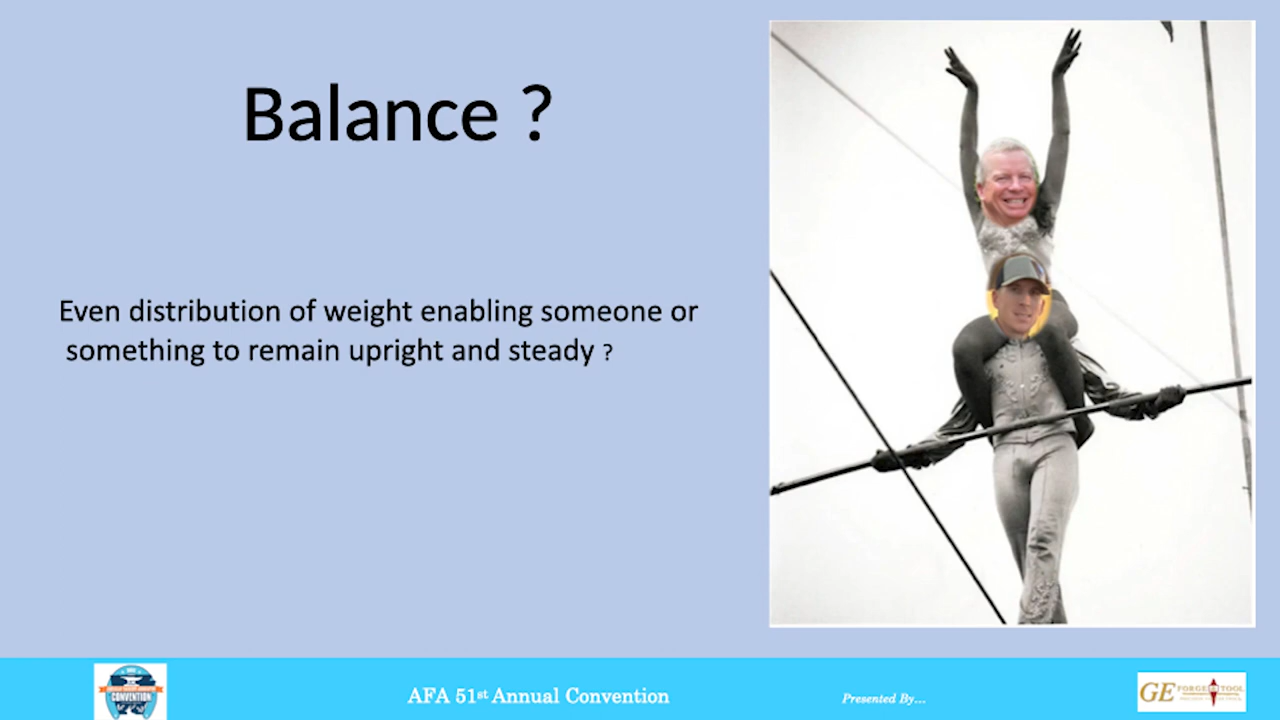 Balance ?
Even distribution of weight enabling someone or
something to remain upright and steady ?
CONVENTION
AFA 51st Annual Convention
Presented By...
GE FORGE & TOOL